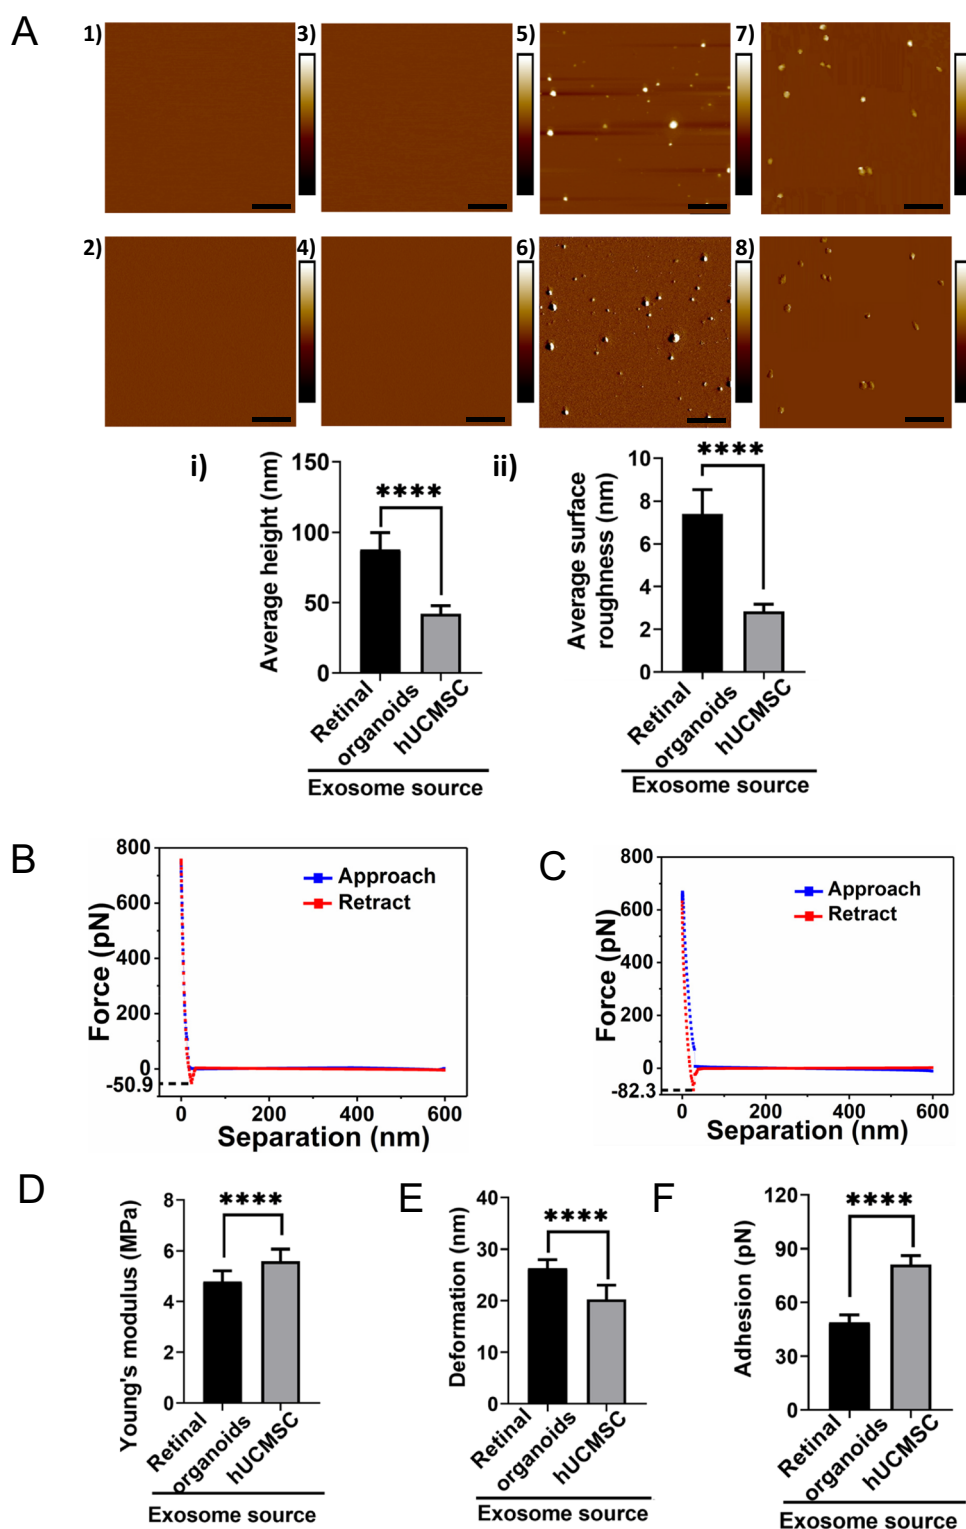 A
1)
3)
5)
7)
2)
4)
6)
8)
i)
Average height (nm)
150
100
50
0
****
Retinal
organoids
hUCMSC
Exosome source
ii)
Average surface
roughness (nm)
10
8
6
4
2
0
****
Retinal
organoids
hUCMSC
Exosome source
B
Force (pN)
800
600
400
200
0
-50.9
Approach
Retract
0 200 400 600
Separation (nm)
C
Force (pN)
800
600
400
200
0
-82.3
Approach
Retract
0 200 400 600
Separation (nm)
D
Young's modulus (MPa)
8
6
4
2
0
****
Retinal
organoids
hUCMSC
Exosome source
E
Deformation (nm)
40
30
20
10
0
****
Retinal
organoids
hUCMSC
Exosome source
F
Adhesion (pN)
120
90
60
30
0
****
Retinal
organoids
hUCMSC
Exosome source